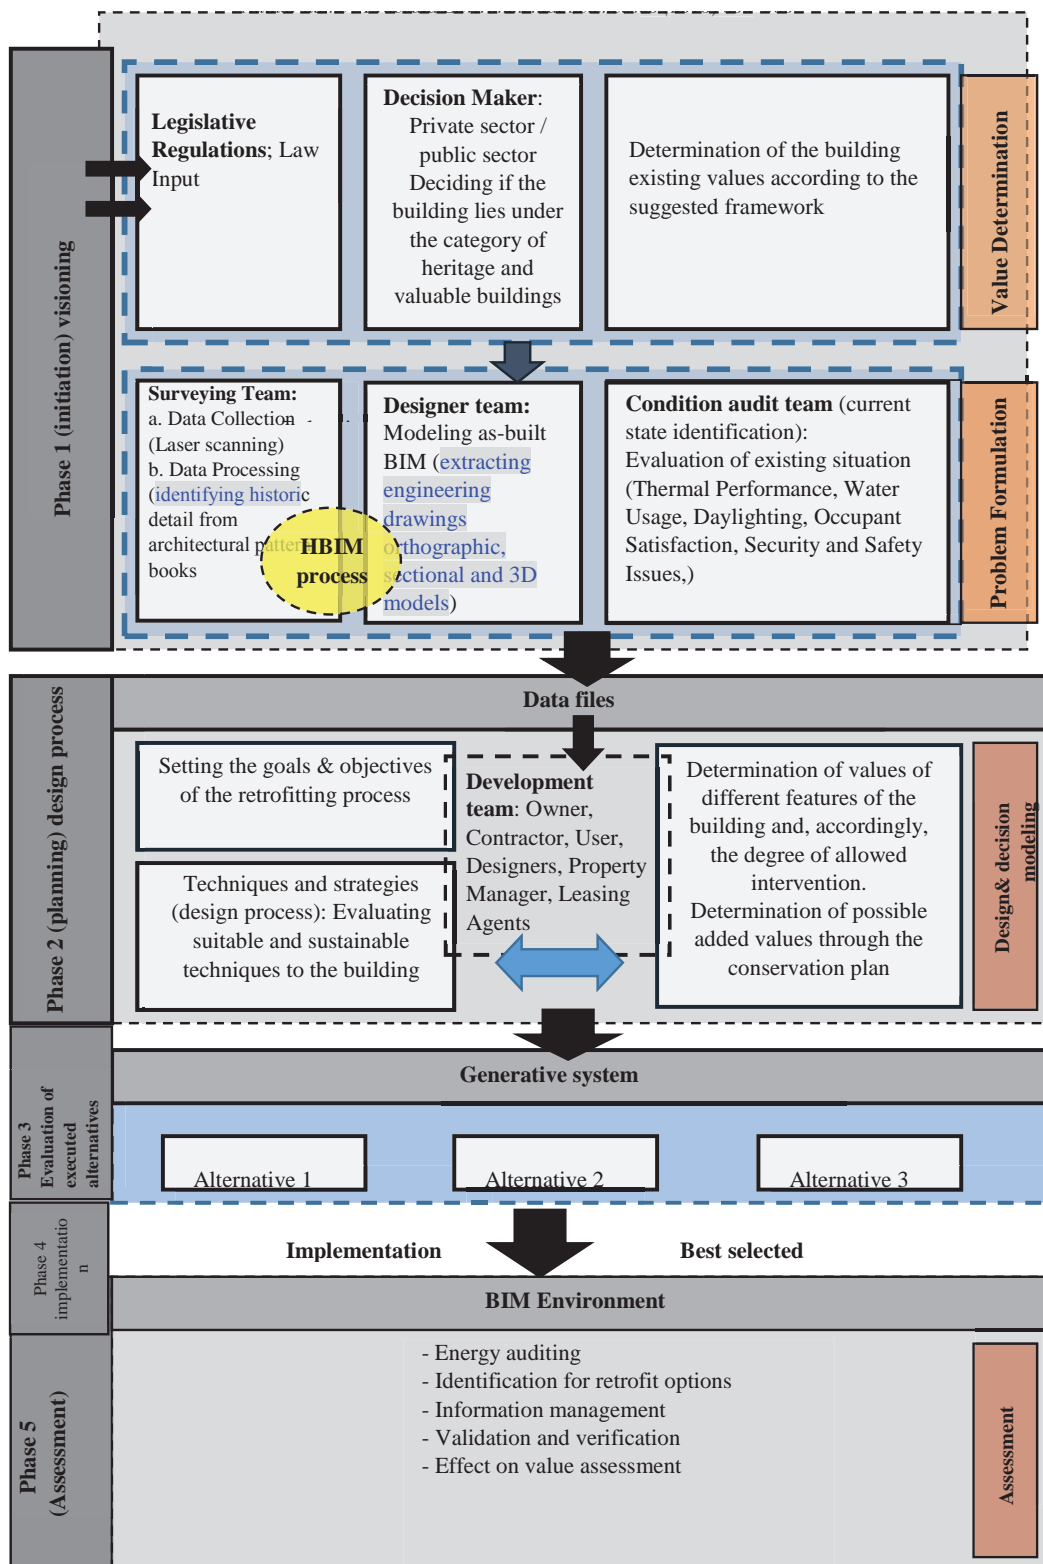 Phase 1 (initiation) visioning
Legislative
Regulations; Law
Input
Decision Maker:
Private sector /
public sector
Deciding if the
building lies under
the category of
heritage and
valuable buildings
Determination of the building
existing values according to the
suggested framework
Value Determination
Surveying Team:
a. Data Collection
(Laser scanning)
b. Data Processing
(identifying historic
detail from
architectural pattern
books
HBIM
process
Designer team:
Modeling as-built
BIM (extracting
engineering
drawings
orthographic,
sectional and 3D
models)
Condition audit team (current
state identification):
Evaluation of existing situation
(Thermal Performance, Water
Usage, Daylighting, Occupant
Satisfaction, Security and Safety
Issues,)
Problem Formulation
Phase 2 (planning) design process
Data files
Setting the goals & objectives
of the retrofitting process
Techniques and strategies
(design process): Evaluating
suitable and sustainable
techniques to the building
Development
team: Owner,
Contractor, User,
Designers, Property
Manager, Leasing
Agents
Determination of values of
different features of the
building and, accordingly,
the degree of allowed
intervention.
Determination of possible
added values through the
conservation plan
Design& decision
modeling
Phase 3
Evaluation of
executed
alternatives
Generative system
Alternative 1
Alternative 2
Alternative 3
Phase 4
implementatio
n
Implementation
Best selected
BIM Environment
Phase 5
(Assessment)
- Energy auditing
- Identification for retrofit options
- Information management
- Validation and verification
- Effect on value assessment
Assessment